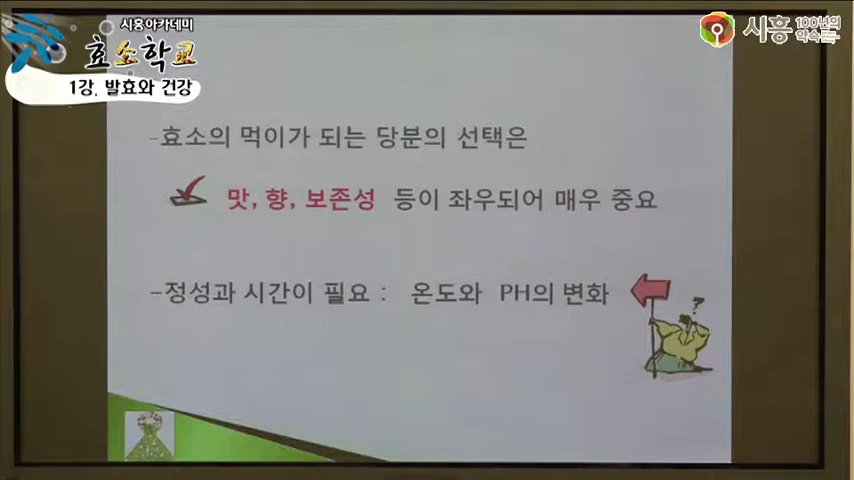 시흥아카데미
효소학교
1강. 발효와 건강
시흥 100년의
약속
-효소의 먹이가 되는 당분의 선택은
맛, 향, 보존성 등이 좌우되어 매우 중요
-정성과 시간이 필요 : 온도와 PH의 변화
?